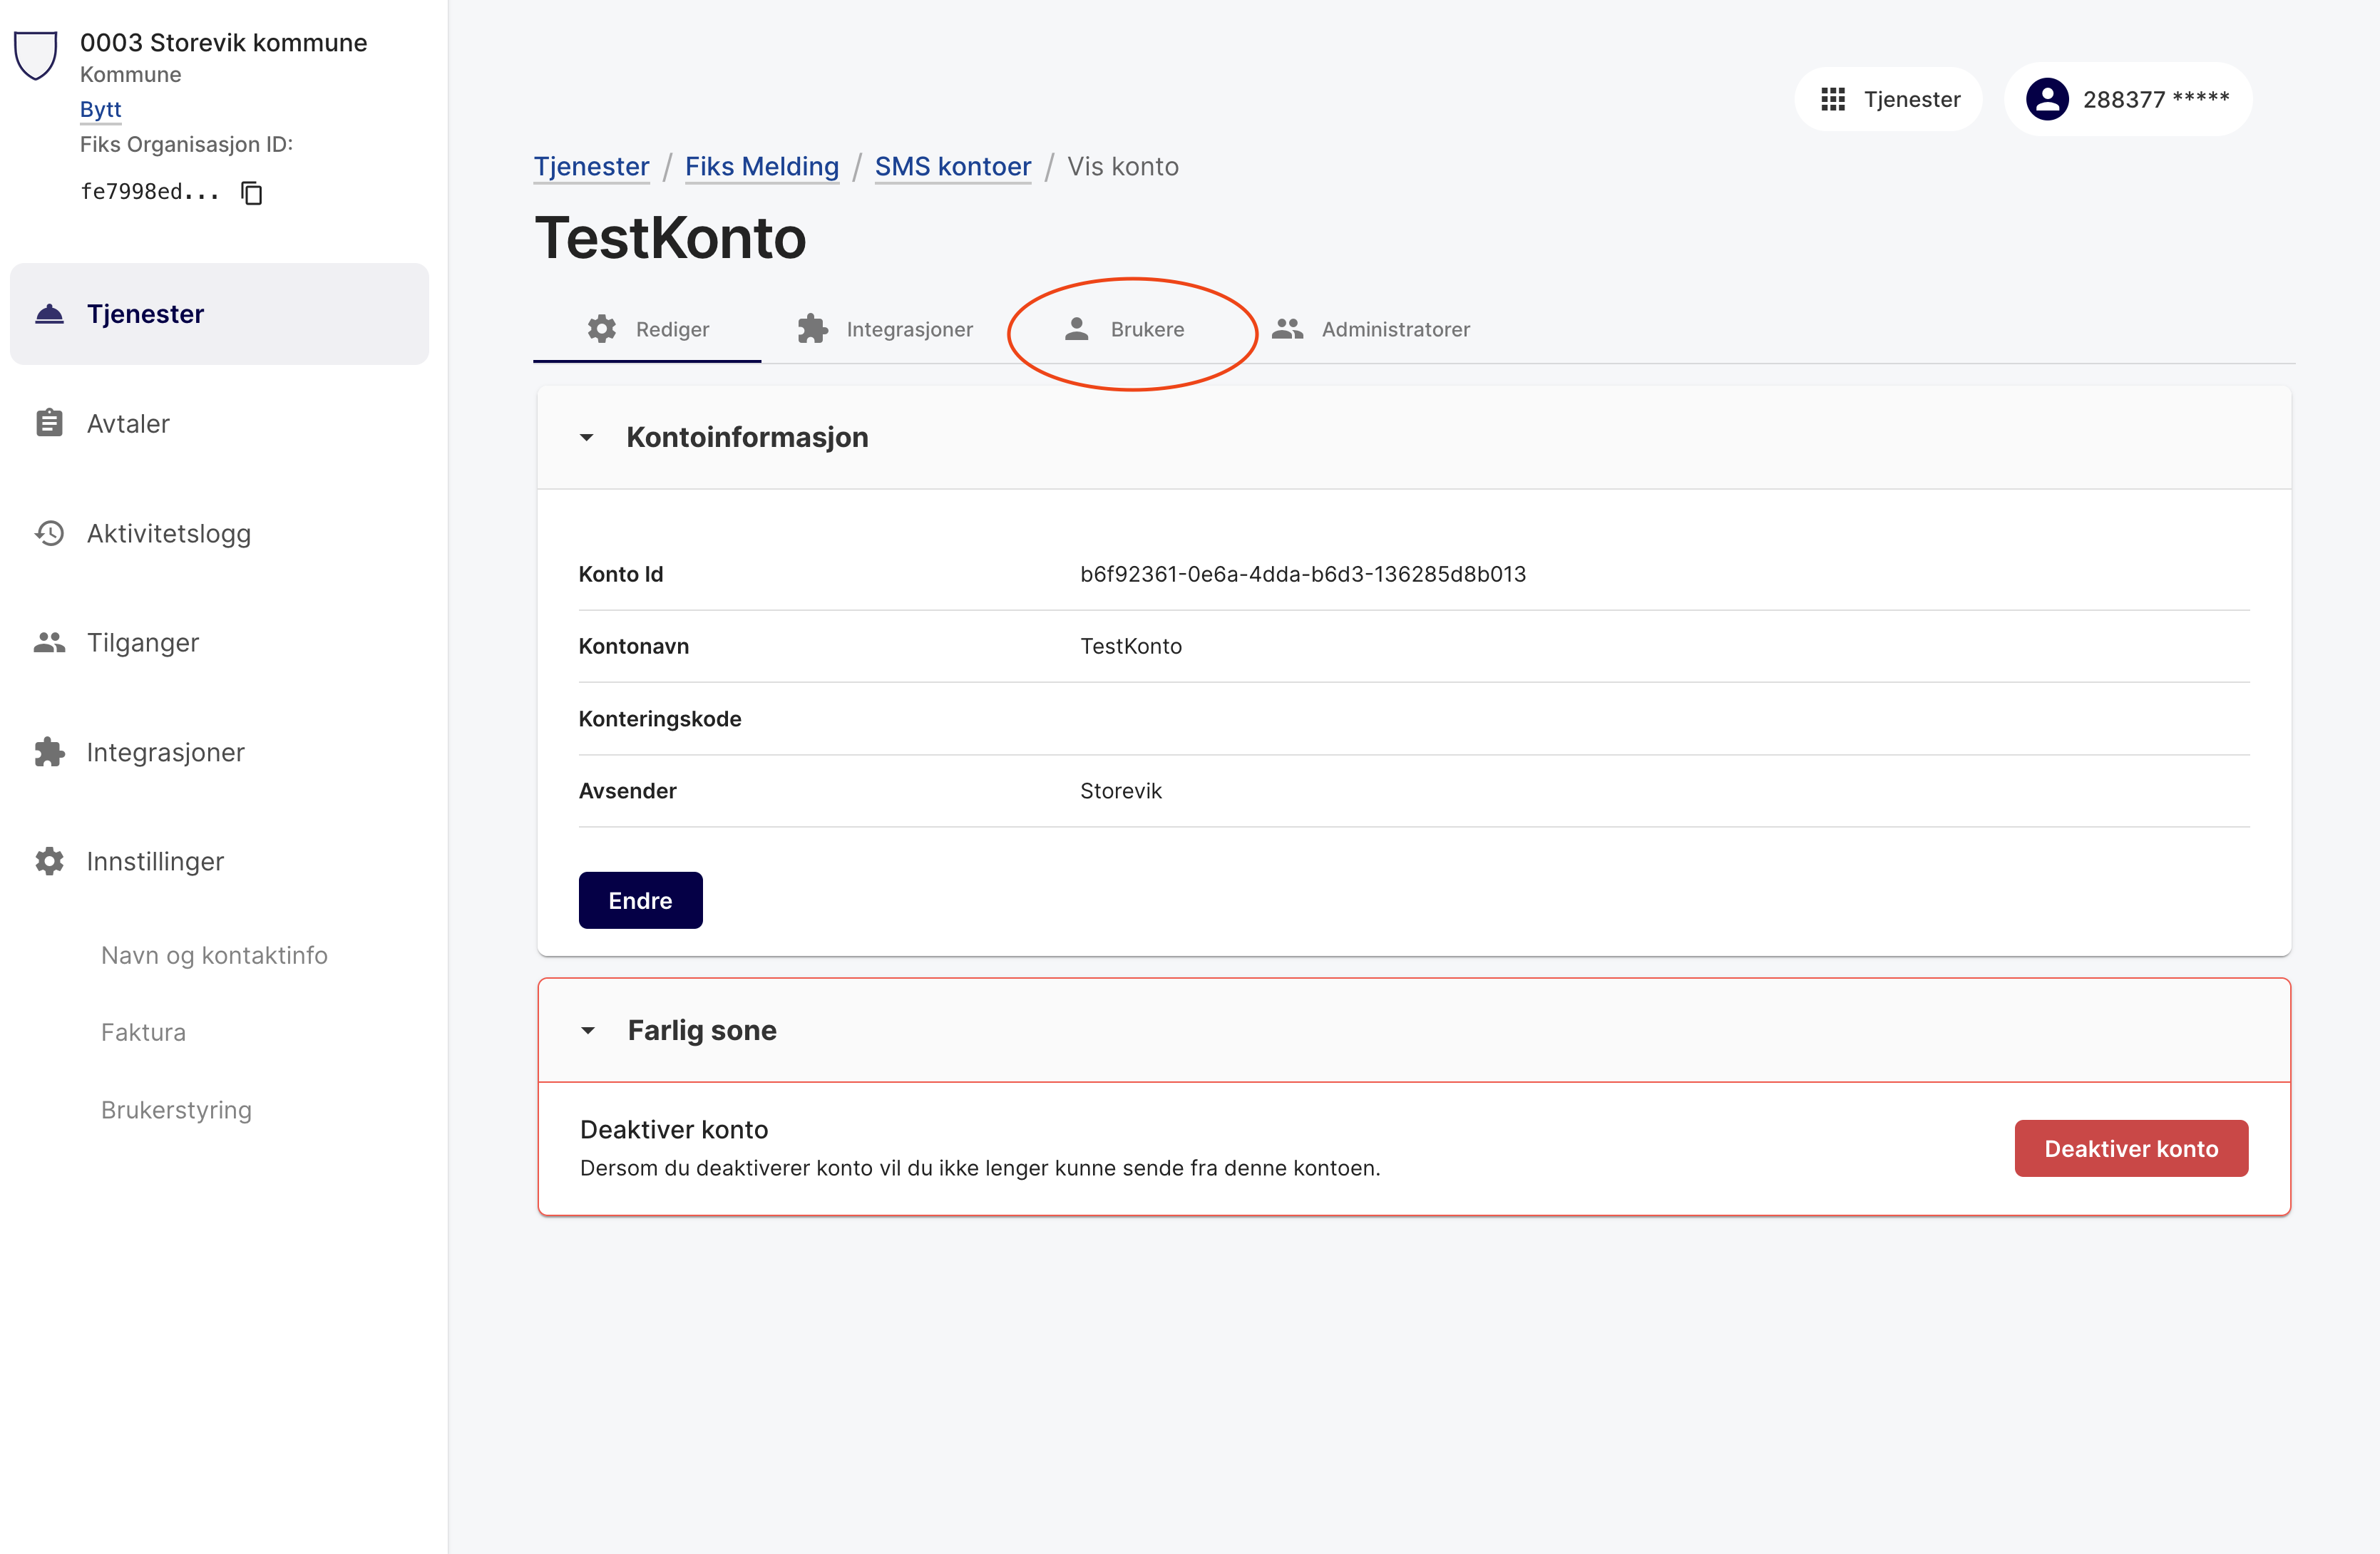 0003 Storevik kommune
Kommune
Bytt
Fiks Organisasjon ID:
fe7998ed...
Tjenester
Avtaler
Aktivitetslogg
Tilganger
Integrasjoner
Innstillinger
Navn og kontaktinfo
Faktura
Brukerstyring
Tjenester 288377 *****
Tjenester / Fiks Melding / SMS kontoer / Vis konto
TestKonto
Rediger Integrasjoner Brukere Administratorer
Kontoinformasjon
Konto Id b6f92361-0e6a-4dda-b6d3-136285d8b013
Kontonavn TestKonto
Konteringskode
Avsender Storevik
Endre
Farlig sone
Deaktiver konto
Dersom du deaktiverer konto vil du ikke lenger kunne sende fra denne kontoen.
Deaktiver konto